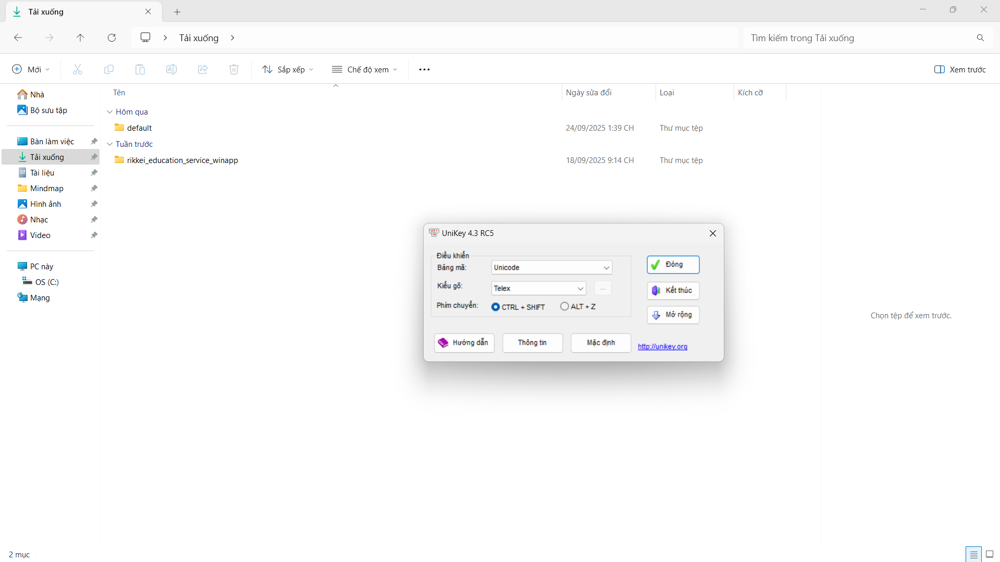 Tải xuống
Tải xuống
Tìm kiếm trong Tải xuống
Mới
Sắp xếp
Chế độ xem
Xem trước
Nhà
Bộ sưu tập
Bàn làm việc
Tải xuống
Tài liệu
Mindmap
Hình ảnh
Nhạc
Video
PC này
OS (C:)
Mạng
Tên
Ngày sửa đổi
Loại
Kích cỡ
Hôm qua
default
24/09/2025 1:39 CH
Thư mục tệp
Tuần trước
rikkei_education_service_winapp
18/09/2025 9:14 CH
Thư mục tệp
UniKey 4.3 RC5
Điều khiển
Bảng mã:
Unicode
Kiểu gõ:
Telex
...
Phím chuyển:
CTRL + SHIFT
ALT + Z
Đóng
Kết thúc
Mở rộng
Hướng dẫn
Thông tin
Mặc định
http://unikey.org
Chọn tệp để xem trước.
2 mục